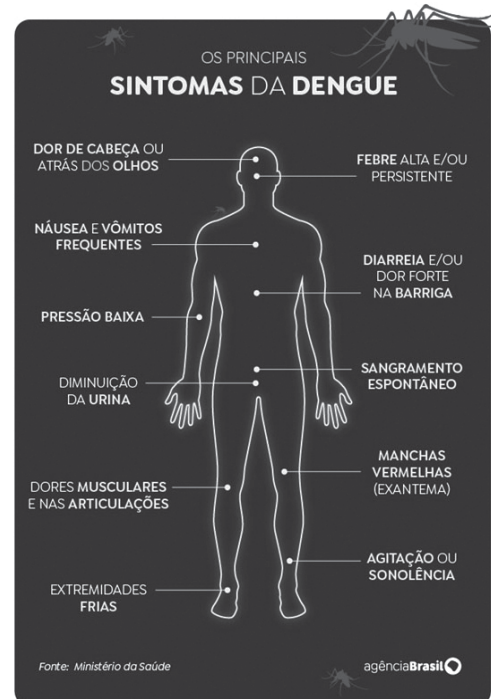 OS PRINCIPAIS
SINTOMAS DA DENGUE
DOR DE CABEÇA OU
ATRÁS DOS OLHOS
FEBRE ALTA E/OU
PERSISTENTE
NÁUSEA E VÔMITOS
FREQUENTES
DIARREIA E/OU
DOR FORTE
NA BARRIGA
PRESSÃO BAIXA
DIMINUIÇÃO
DA URINA
SANGRAMENTO
ESPONTÂNEO
DORES MUSCULARES
E NAS ARTICULAÇÕES
MANCHAS
VERMELHAS
(EXANTEMA)
AGITAÇÃO OU
SONOLÊNCIA
EXTREMIDADES
FRIAS
Fonte: Ministério da Saúde
agênciaBrasil